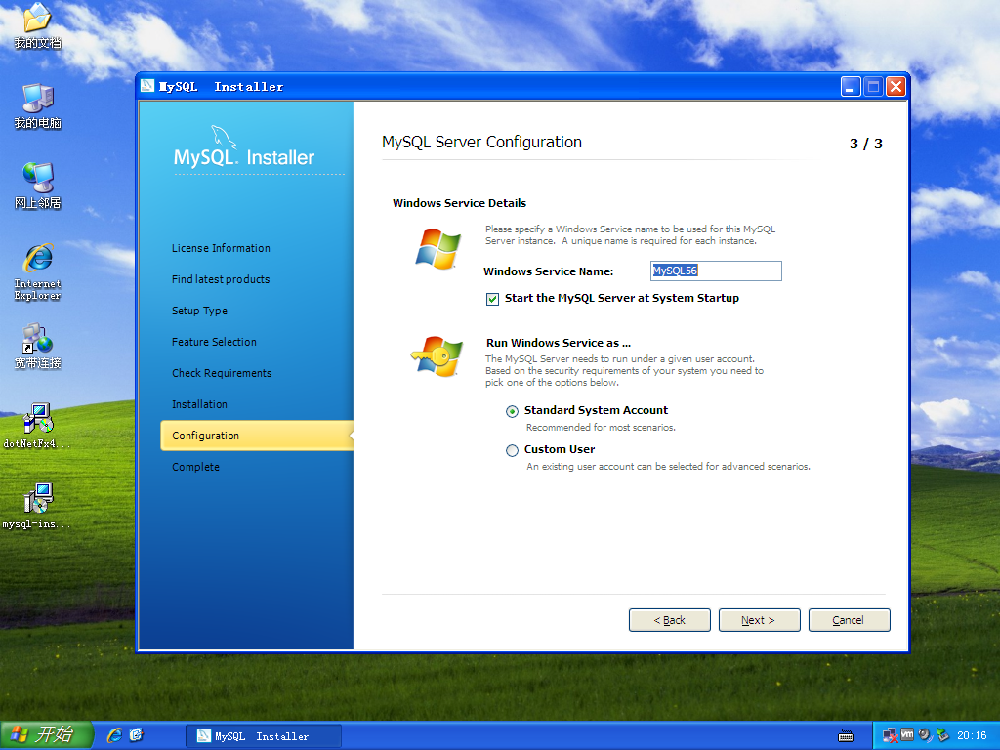 我的文档
我的电脑
网上邻居
Internet
Explorer
宽带连接
dotNetFx4...
mysql-ins...
MySQL Installer
MySQL. Installer
License Information
Find latest products
Setup Type
Feature Selection
Check Requirements
Installation
Configuration
Complete
MySQL Server Configuration
3 / 3
Windows Service Details
Please specify a Windows Service name to be used for this MySQL
Server instance. A unique name is required for each instance.
Windows Service Name:
MySQL56
Start the MySQL Server at System Startup
Run Windows Service as ...
The MySQL Server needs to run under a given user account.
Based on the security requirements of your system you need to
pick one of the options below.
Standard System Account
Recommended for most scenarios.
Custom User
An existing user account can be selected for advanced scenarios.
< Back
Next >
Cancel
开始
MySQL Installer
vm
20:16